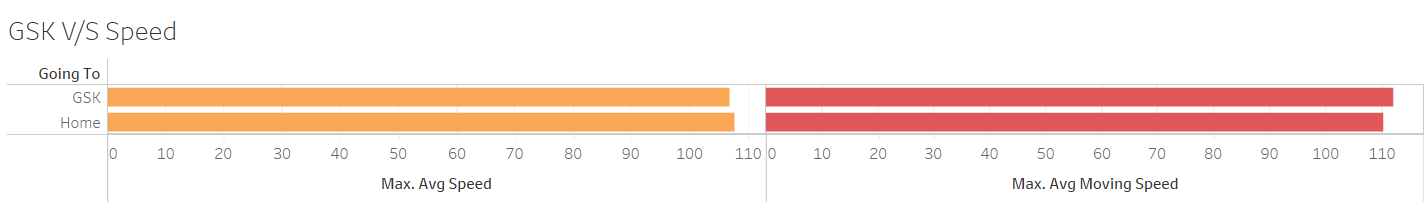 GSK V/S Speed
Going To
GSK
Home
0 10 20 30 40 50 60 70 80 90 100 110 0 10 20 30 40 50 60 70 80 90 100 110
Max. Avg Speed Max. Avg Moving Speed